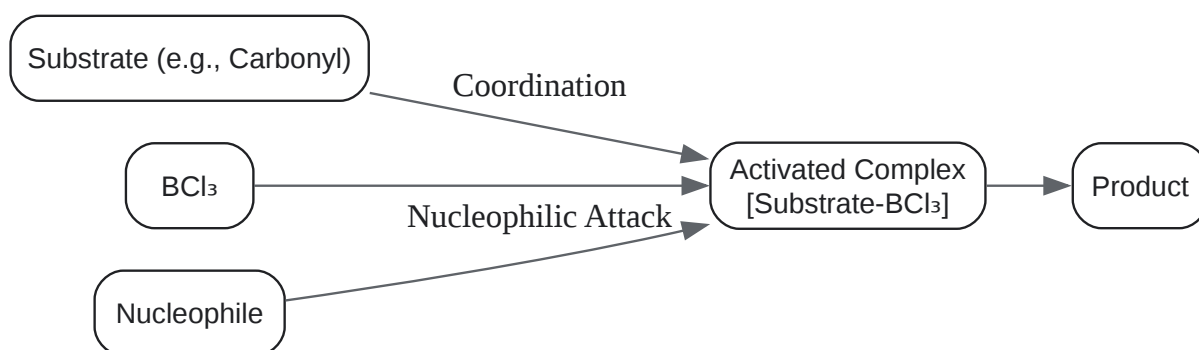 Substrate (e.g., Carbonyl)
Coordination
BCl₃
Activated Complex
[Substrate-BCl₃]
Product
Nucleophilic Attack
Nucleophile